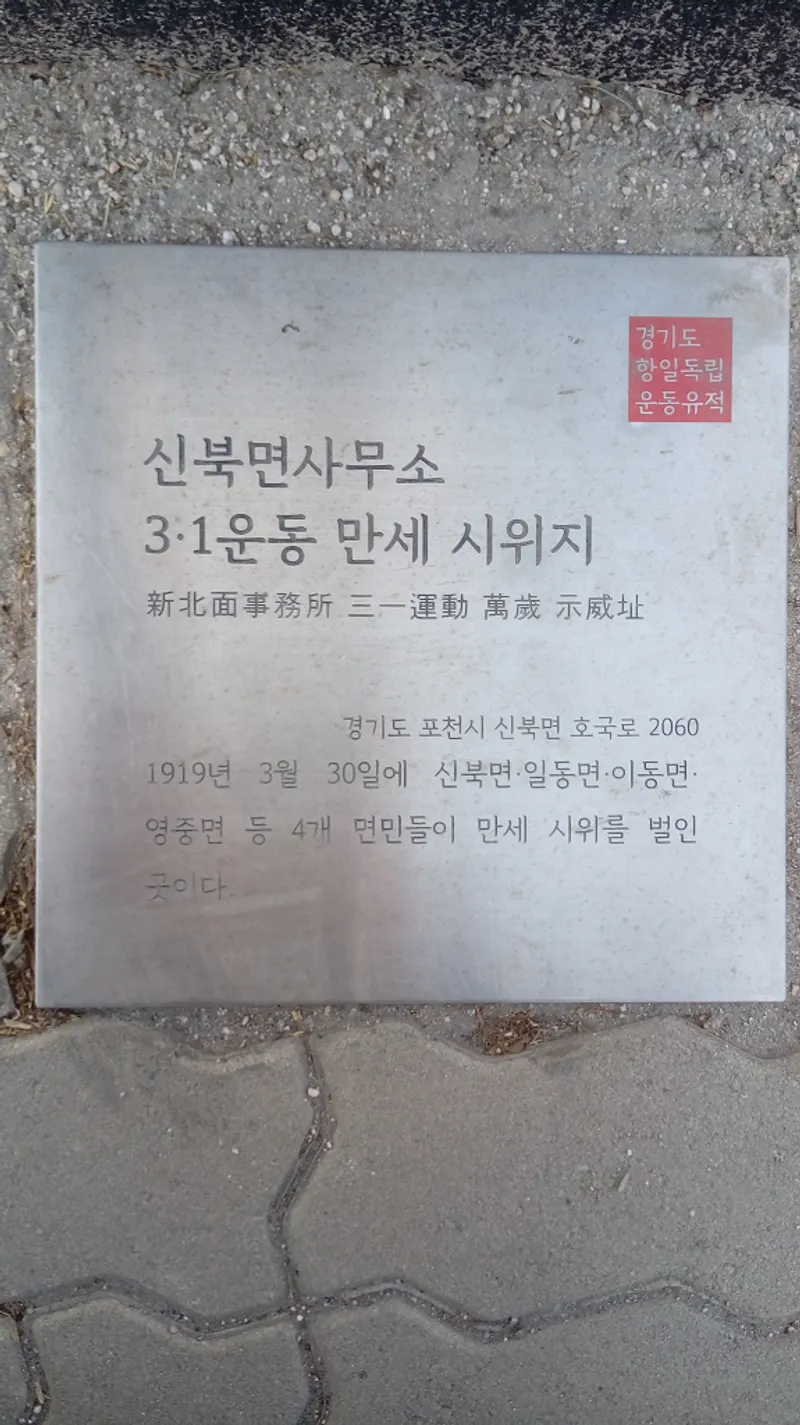 경기도
항일독립
운동유적
신북면사무소
3·1운동 만세 시위지
新北面事務所 三一運動 萬歲 示威址
경기도 포천시 신북면 호국로 2060
1919년 3월 30일에 신북면·일동면·이동면·
영중면 등 4개 면민들이 만세 시위를 벌인
곳이다.